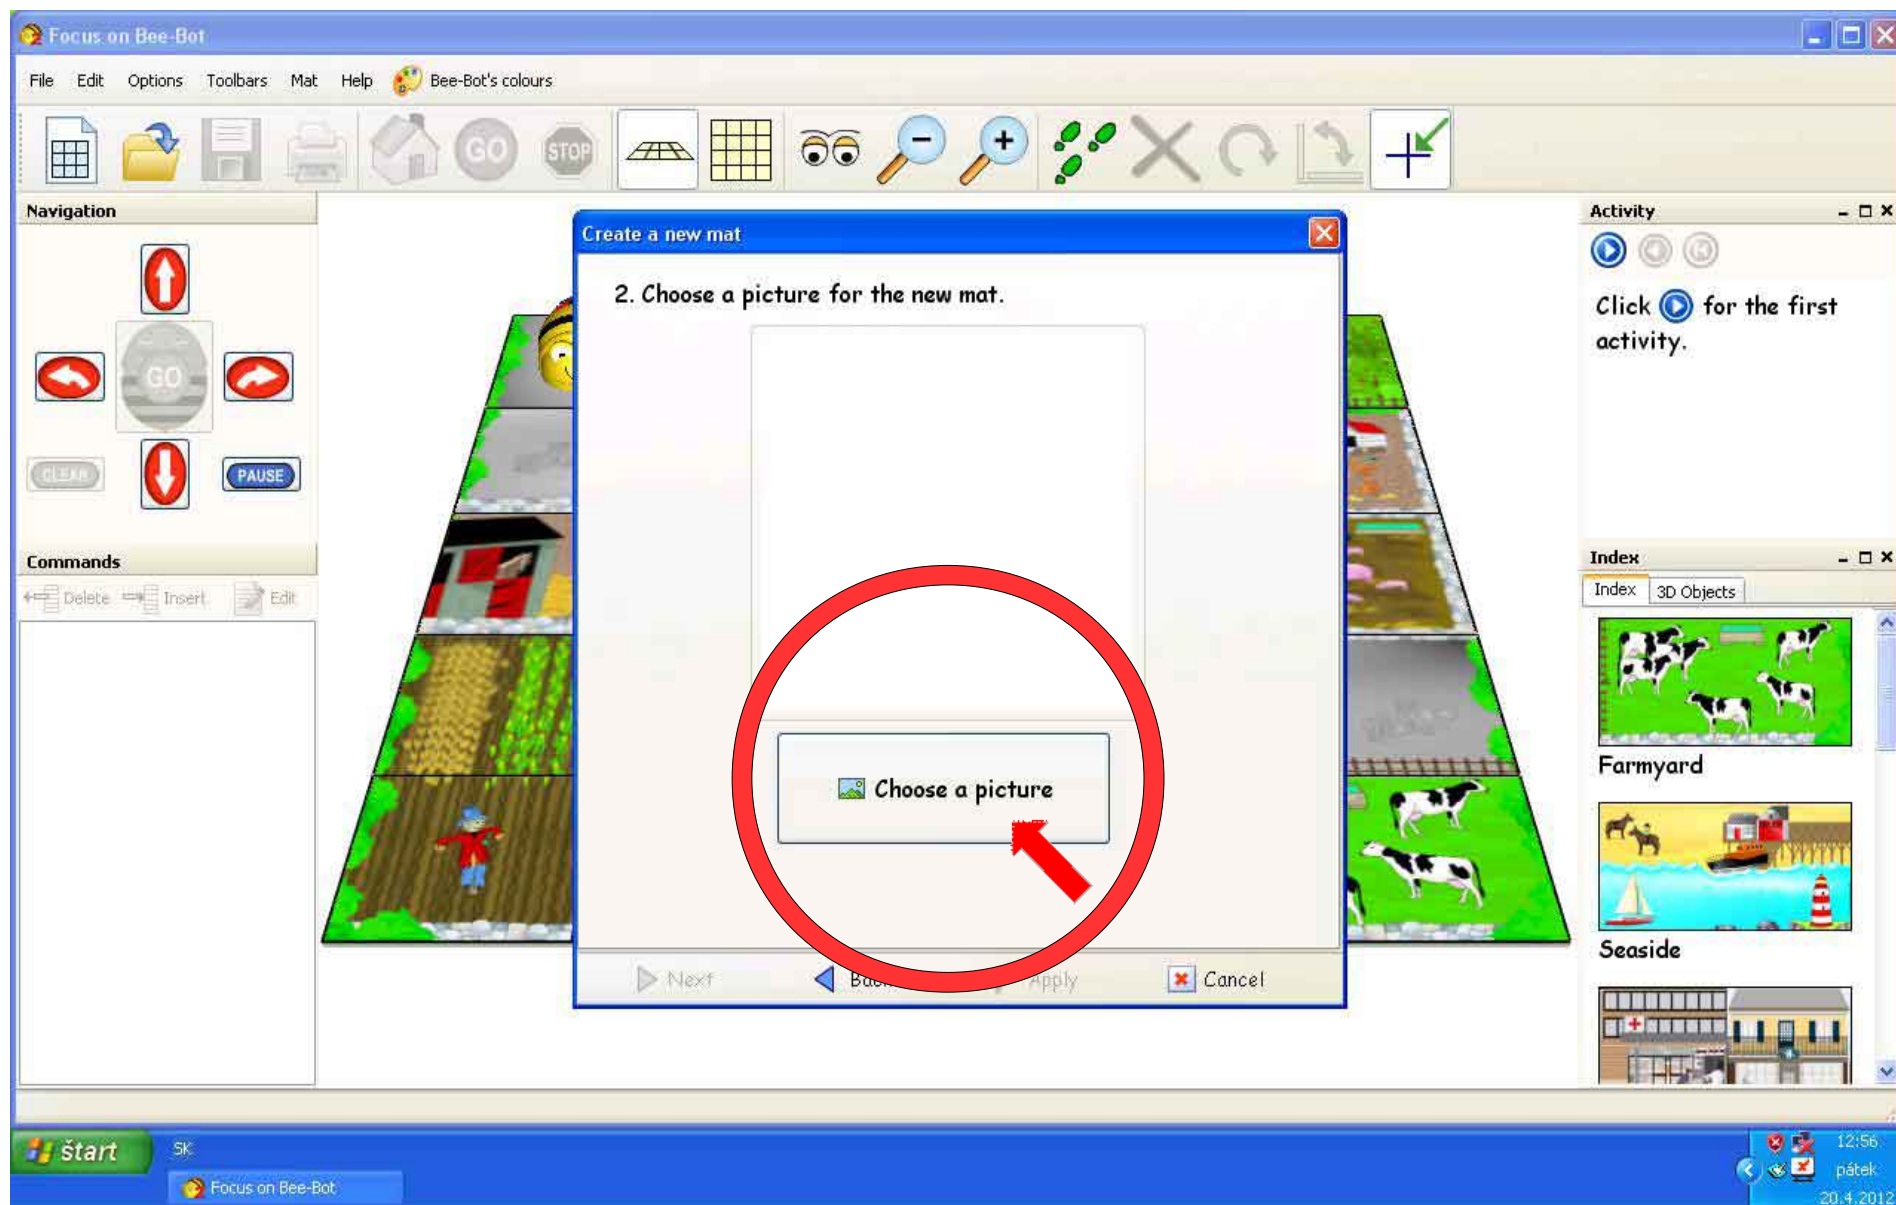 Focus on Bee-Bot
File Edit Options Toolbars Mat Help Bee-Bot's colours
GO STOP
Navigation
GO
CLEAR PAUSE
Commands
Delete Insert Edit
Create a new mat
2. Choose a picture for the new mat.
Choose a picture
Next Apply Cancel
Activity
Click for the first
activity.
Index
Index 3D Objects
Farmyard
Seaside
štart SK
Focus on Bee-Bot
12:56
pátek
20.4.2012